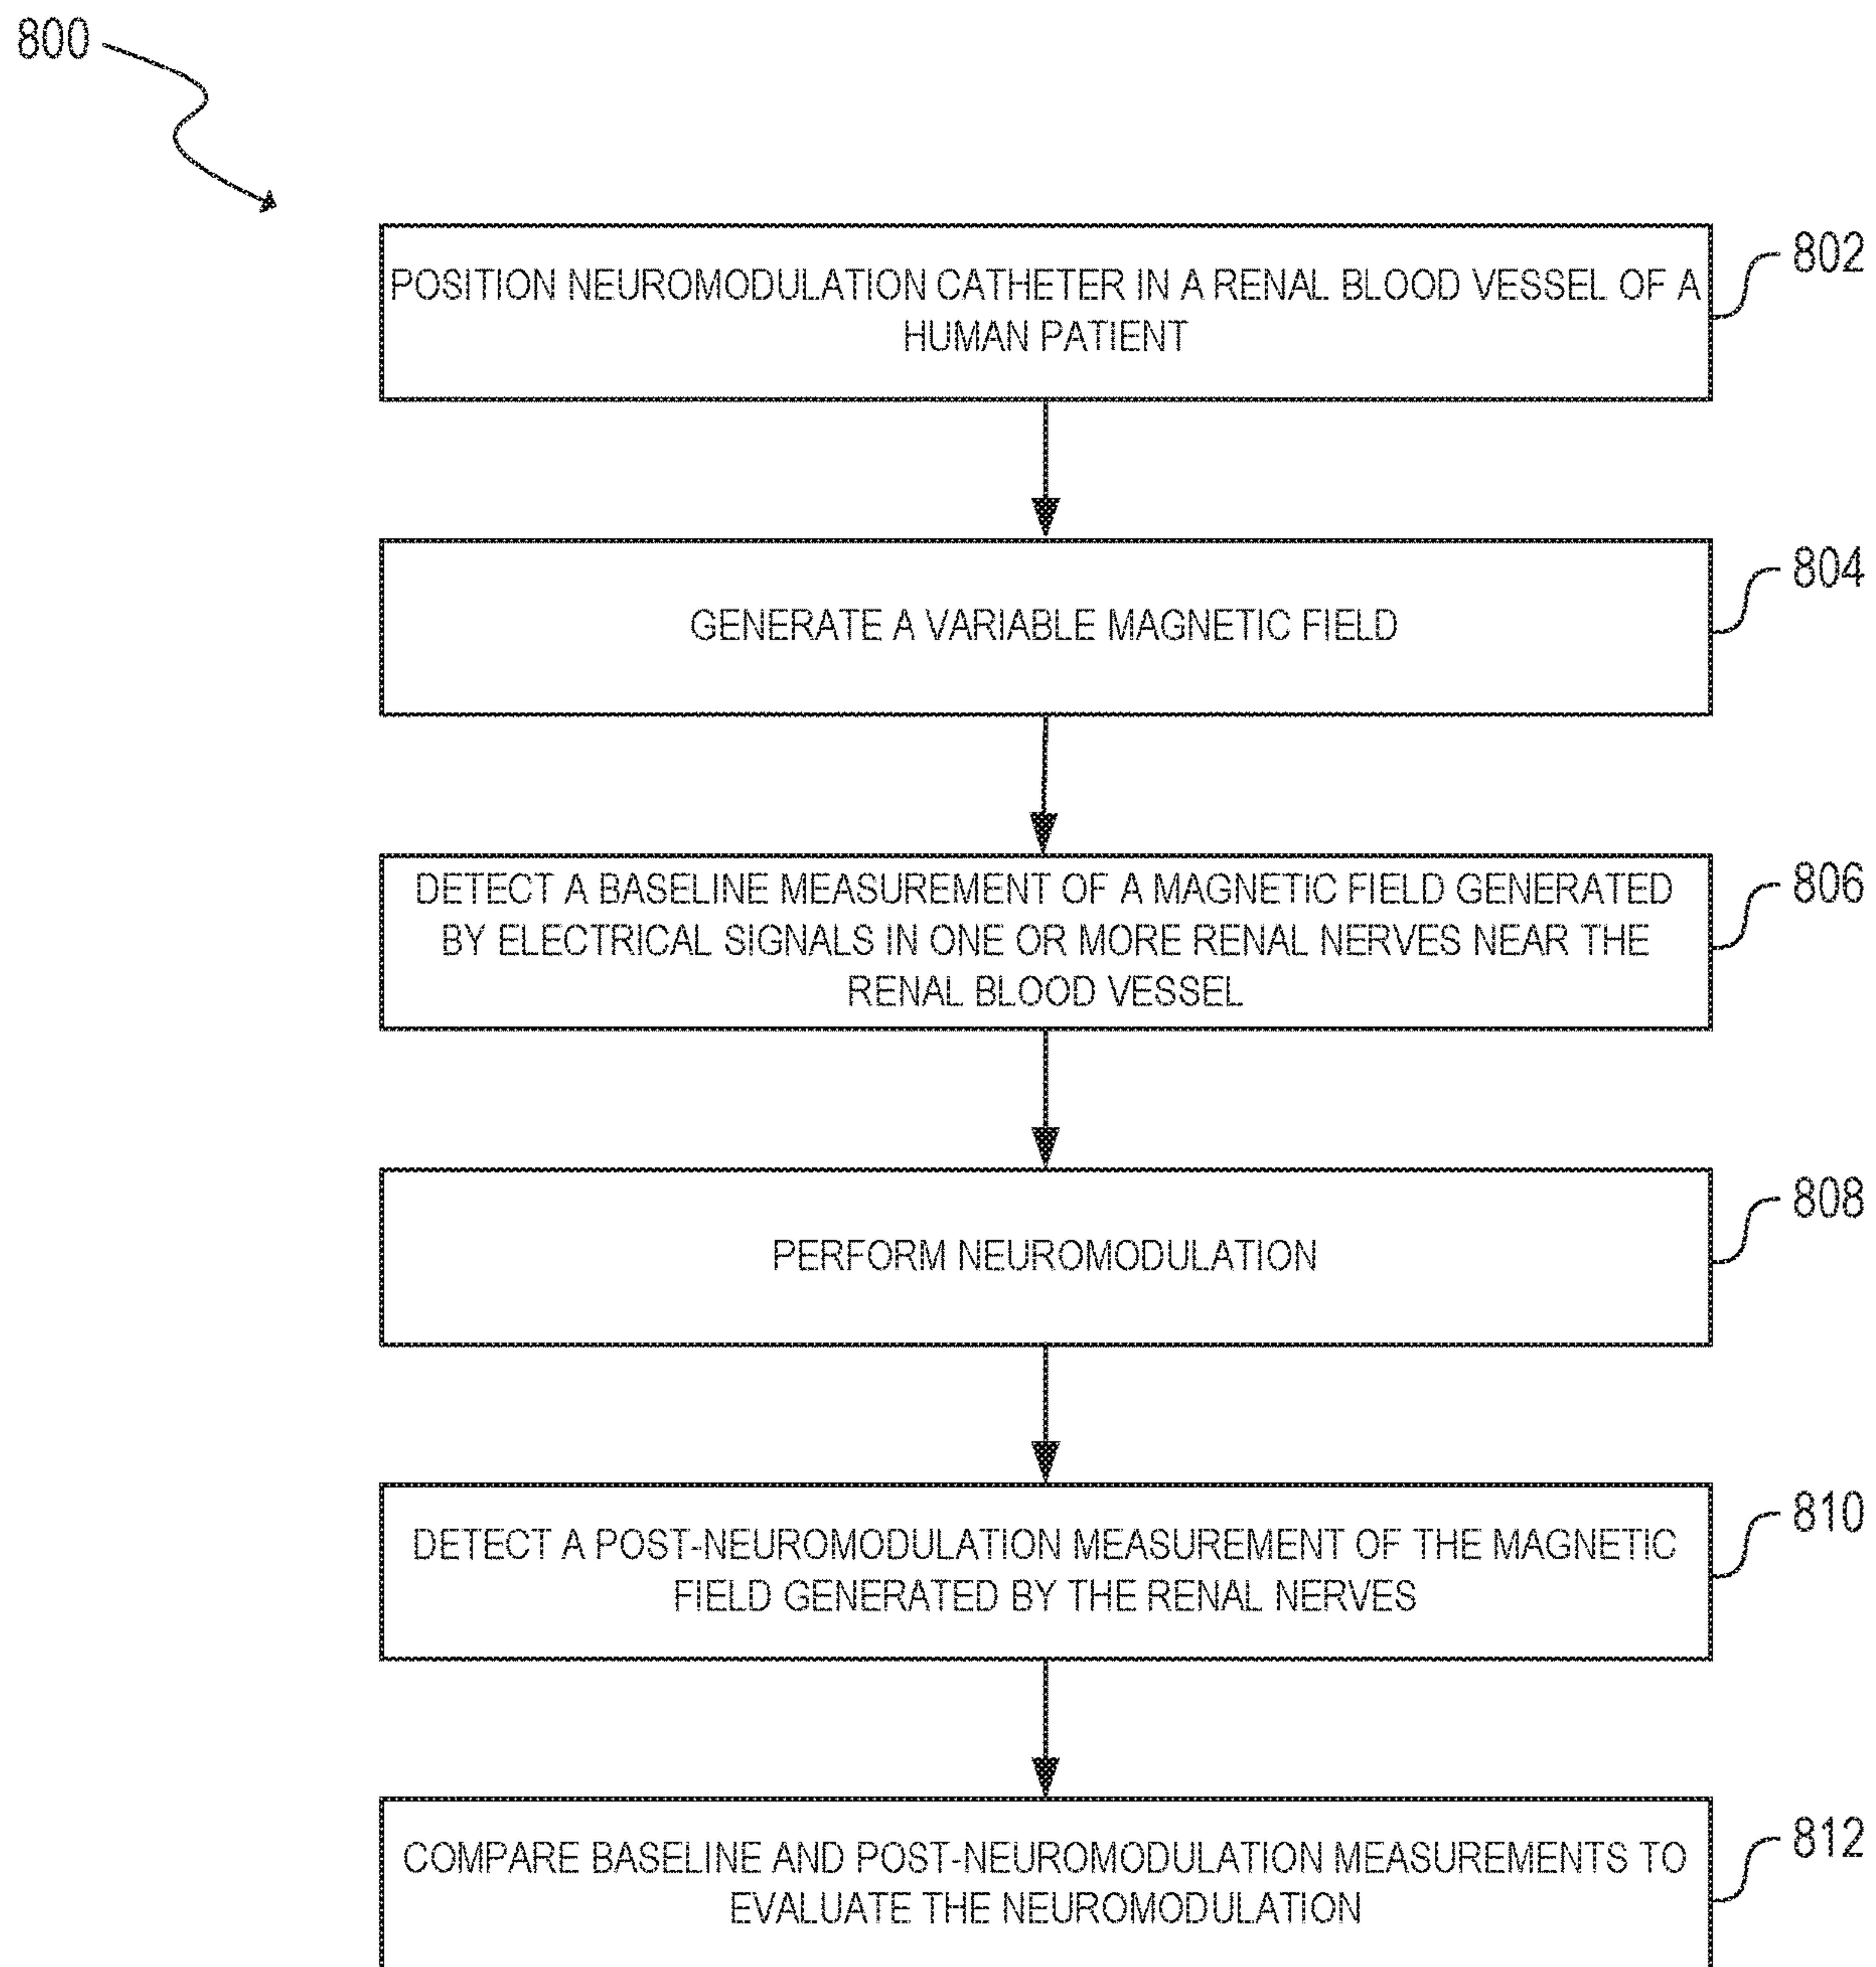 800
POSITION NEUROMODULATION CATHETER IN A RENAL BLOOD VESSEL OF A
HUMAN PATIENT
802
GENERATE A VARIABLE MAGNETIC FIELD
804
DETECT A BASELINE MEASUREMENT OF A MAGNETIC FIELD GENERATED
BY ELECTRICAL SIGNALS IN ONE OR MORE RENAL NERVES NEAR THE
RENAL BLOOD VESSEL
806
PERFORM NEUROMODULATION
808
DETECT A POST-NEUROMODULATION MEASUREMENT OF THE MAGNETIC
FIELD GENERATED BY THE RENAL NERVES
810
COMPARE BASELINE AND POST-NEUROMODULATION MEASUREMENTS TO
EVALUATE THE NEUROMODULATION
812